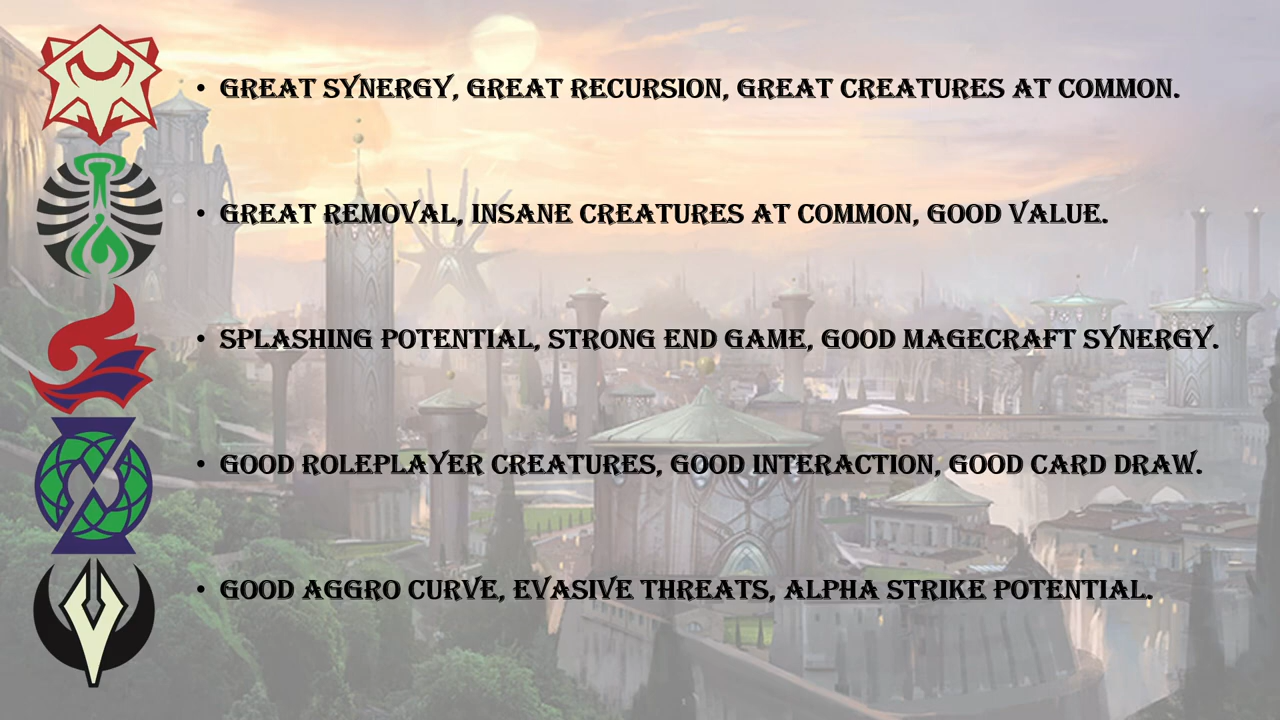 • GREAT SYNERGY, GREAT RECURSION, GREAT CREATURES AT COMMON.
• GREAT REMOVAL, INSANE CREATURES AT COMMON, GOOD VALUE.
• SPLASHING POTENTIAL, STRONG END GAME, GOOD MAGECRAFT SYNERGY.
• GOOD ROLEPLAYER CREATURES, GOOD INTERACTION, GOOD CARD DRAW.
• GOOD AGGRO CURVE, EVASIVE THREATS, ALPHA STRIKE POTENTIAL.